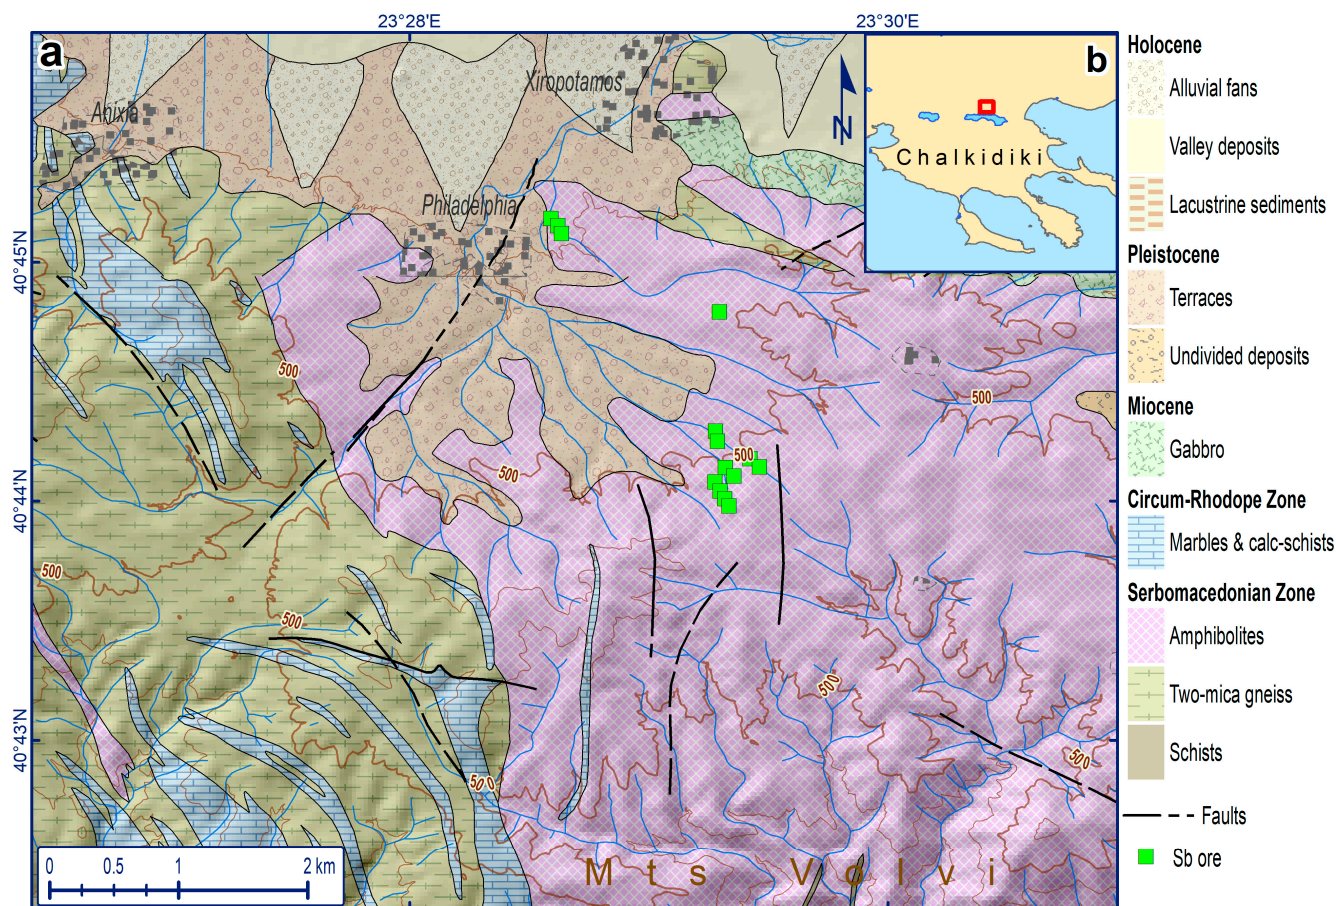 23°28'E
23°30'E
a
b
Holocene
Alluvial fans
Valley deposits
Lacustrine sediments
Pleistocene
Terraces
Undivided deposits
Miocene
Gabbro
Circum-Rhodope Zone
Marbles & calc-schists
Serbomacedonian Zone
Amphibolites
Two-mica gneiss
Schists
Faults
Sb ore
Xiropotamos
Anixia
N
Chalkidiki
Philadelphia
40°45'N
500
500
500
500
40°44'N
500
500
500
40°43'N
500
500
0 0.5 1 2 km
Mts Volvi